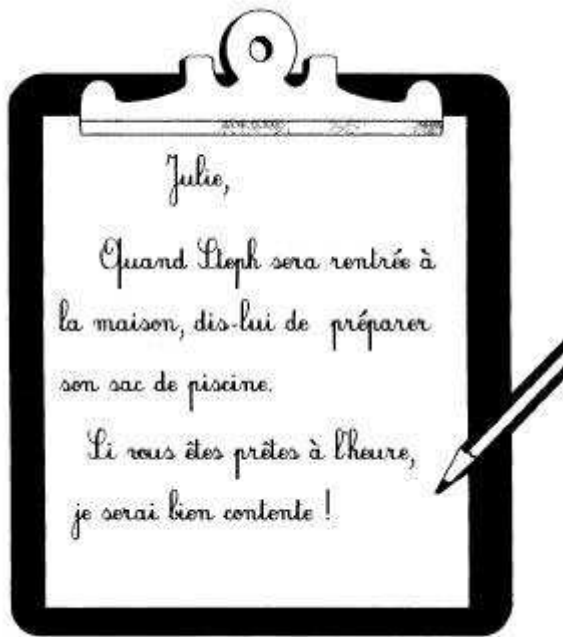 Julie,
Quand Steph sera rentrée à
la maison, dis-lui de préparer
son sac de piscine.
Si vous êtes prêtes à l'heure,
je serai bien contente !